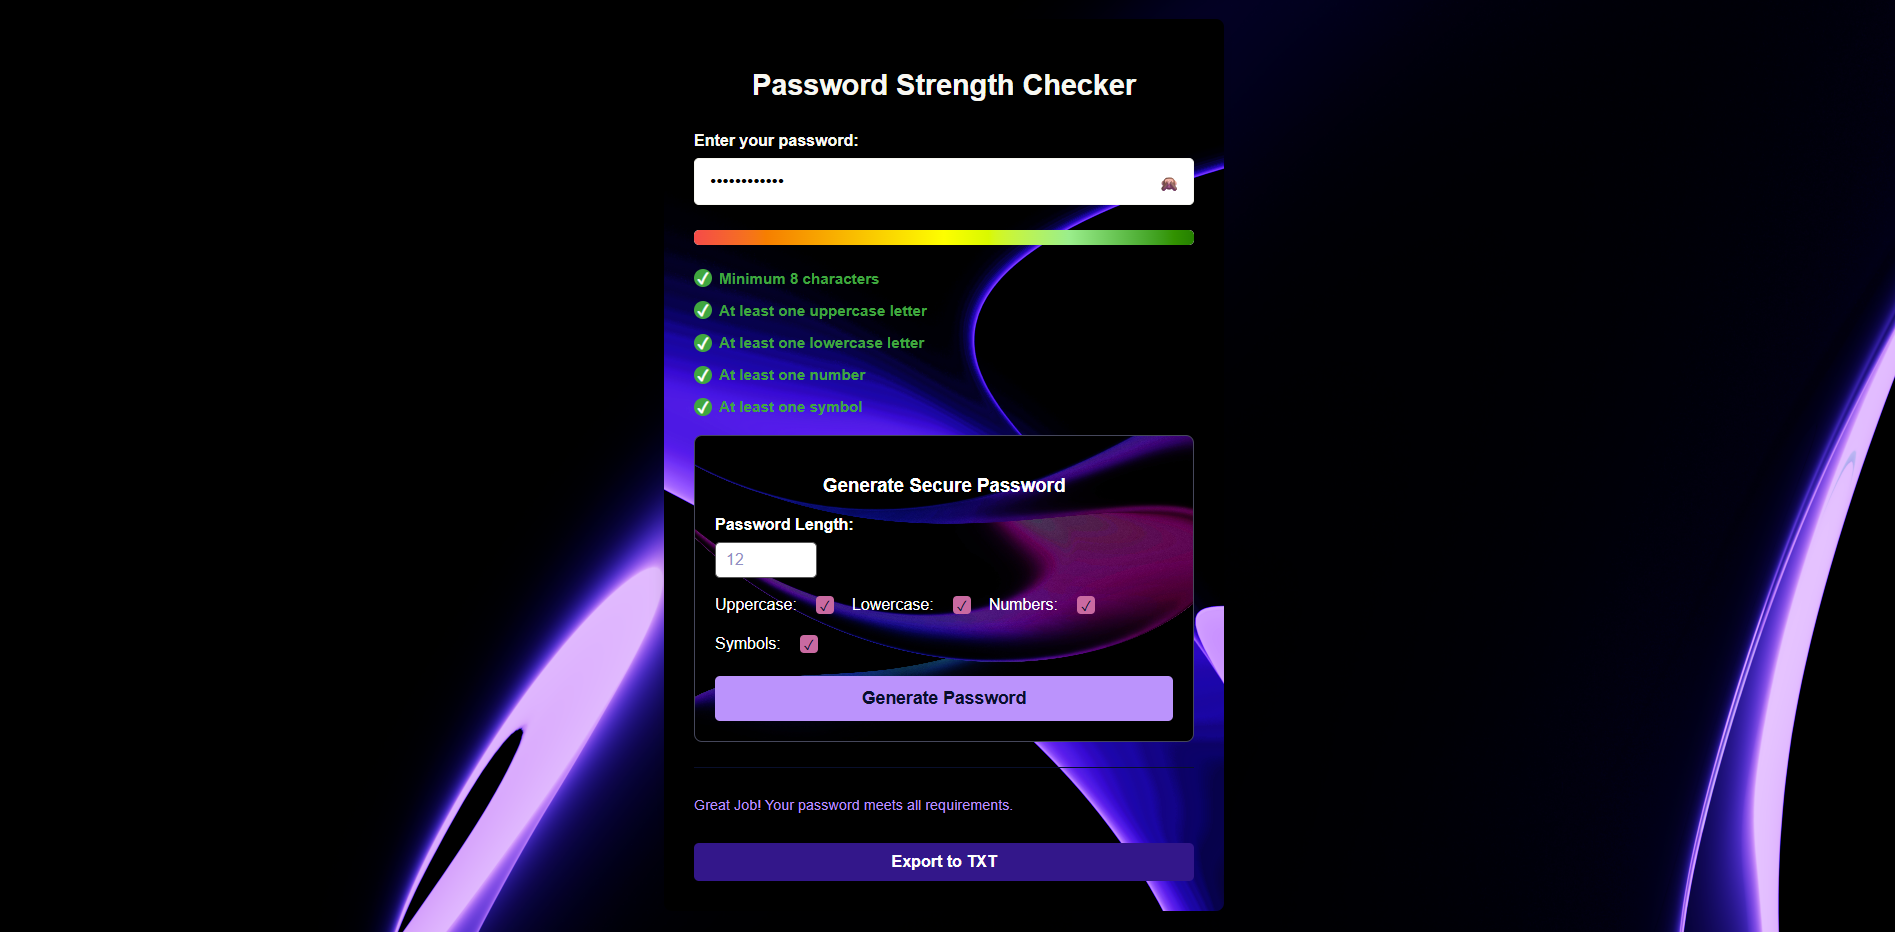 Password Strength Checker
Enter your password:
••••••••••••
Minimum 8 characters
At least one uppercase letter
At least one lowercase letter
At least one number
At least one symbol
Generate Secure Password
Password Length:
12
Uppercase: Lowercase: Numbers:
Symbols:
Generate Password
Great Job! Your password meets all requirements.
Export to TXT